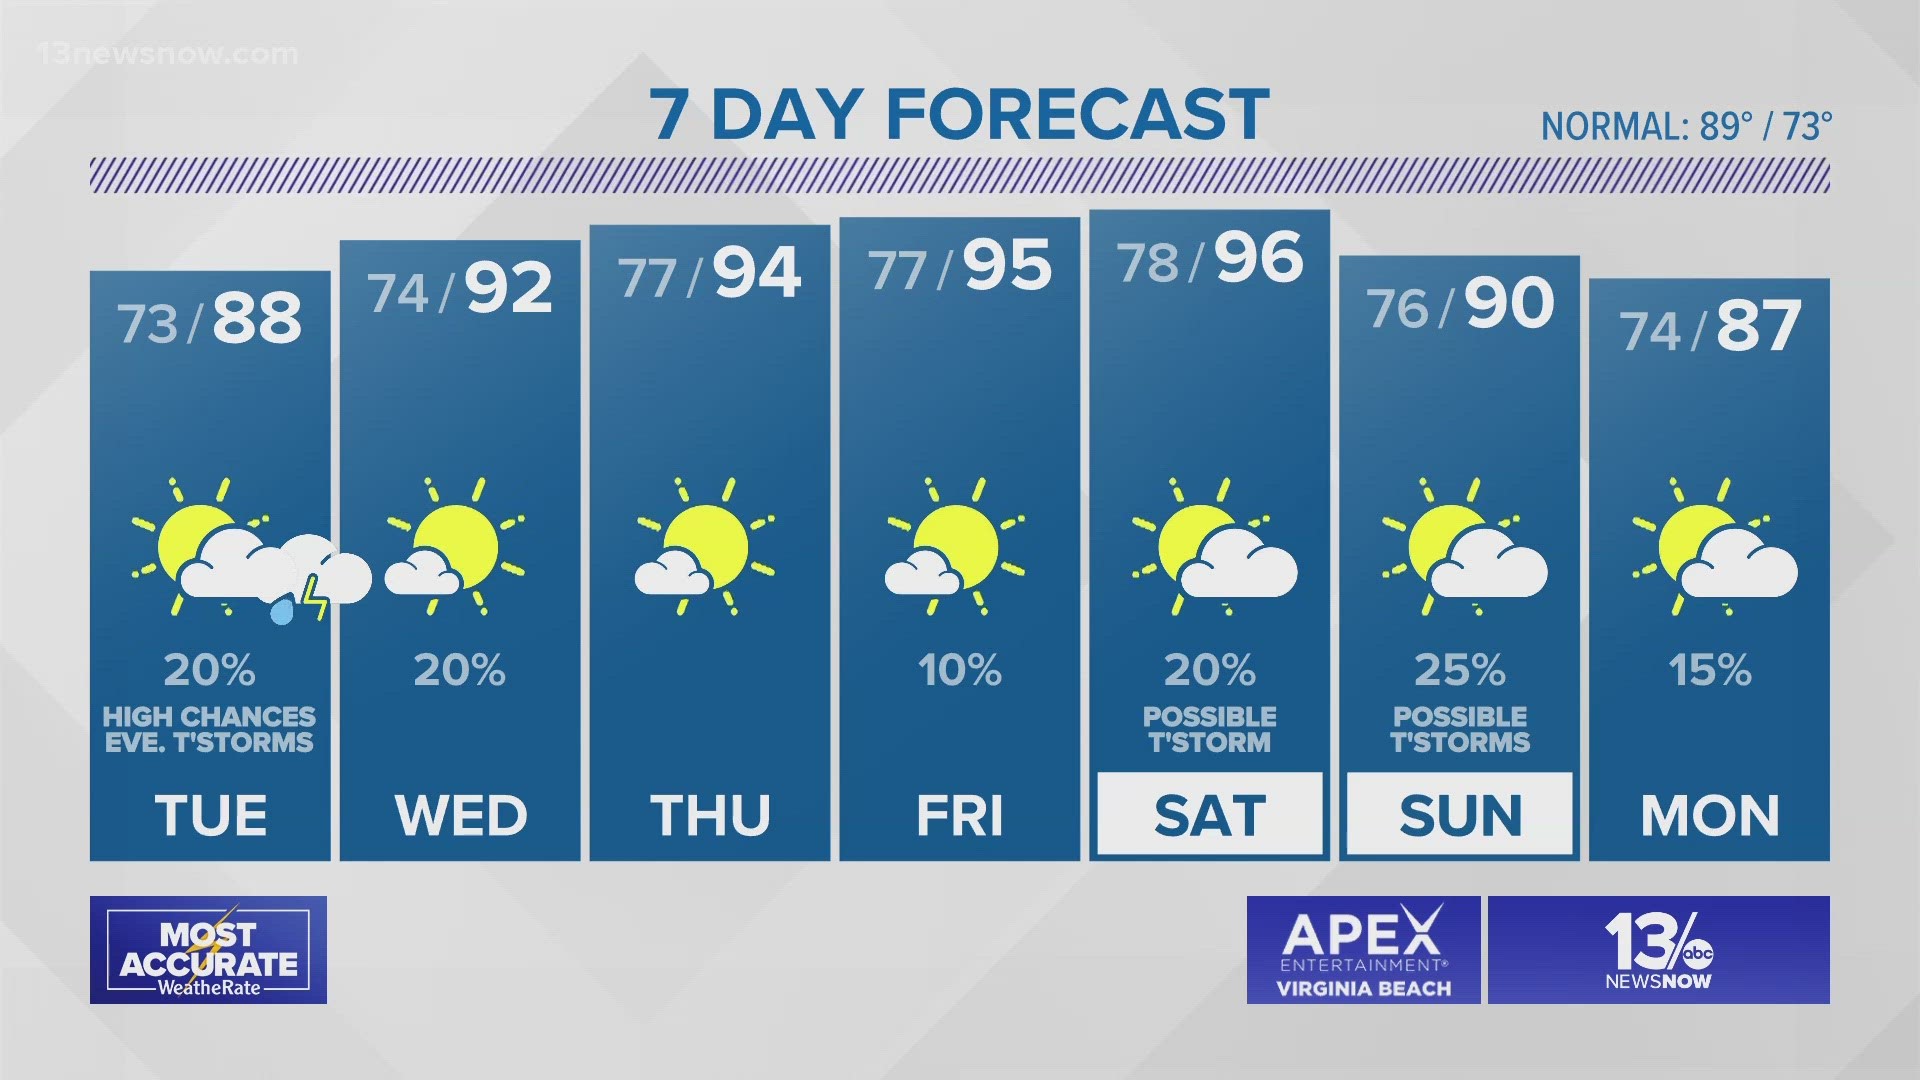 13newsnow.com
7 DAY FORECAST
NORMAL: 89° / 73°
73/88
74/92
77/94
77/95
78/96
76/90
74/87
20%
20%
10%
20%
25%
15%
HIGH CHANCES
EVE. T'STORMS
POSSIBLE
T'STORM
POSSIBLE
T'STORMS
TUE
WED
THU
FRI
SAT
SUN
MON
MOST
ACCURATE
WeatheRate
APEX
ENTERTAINMENT®
VIRGINIA BEACH
13/ abc
NEWSNOW